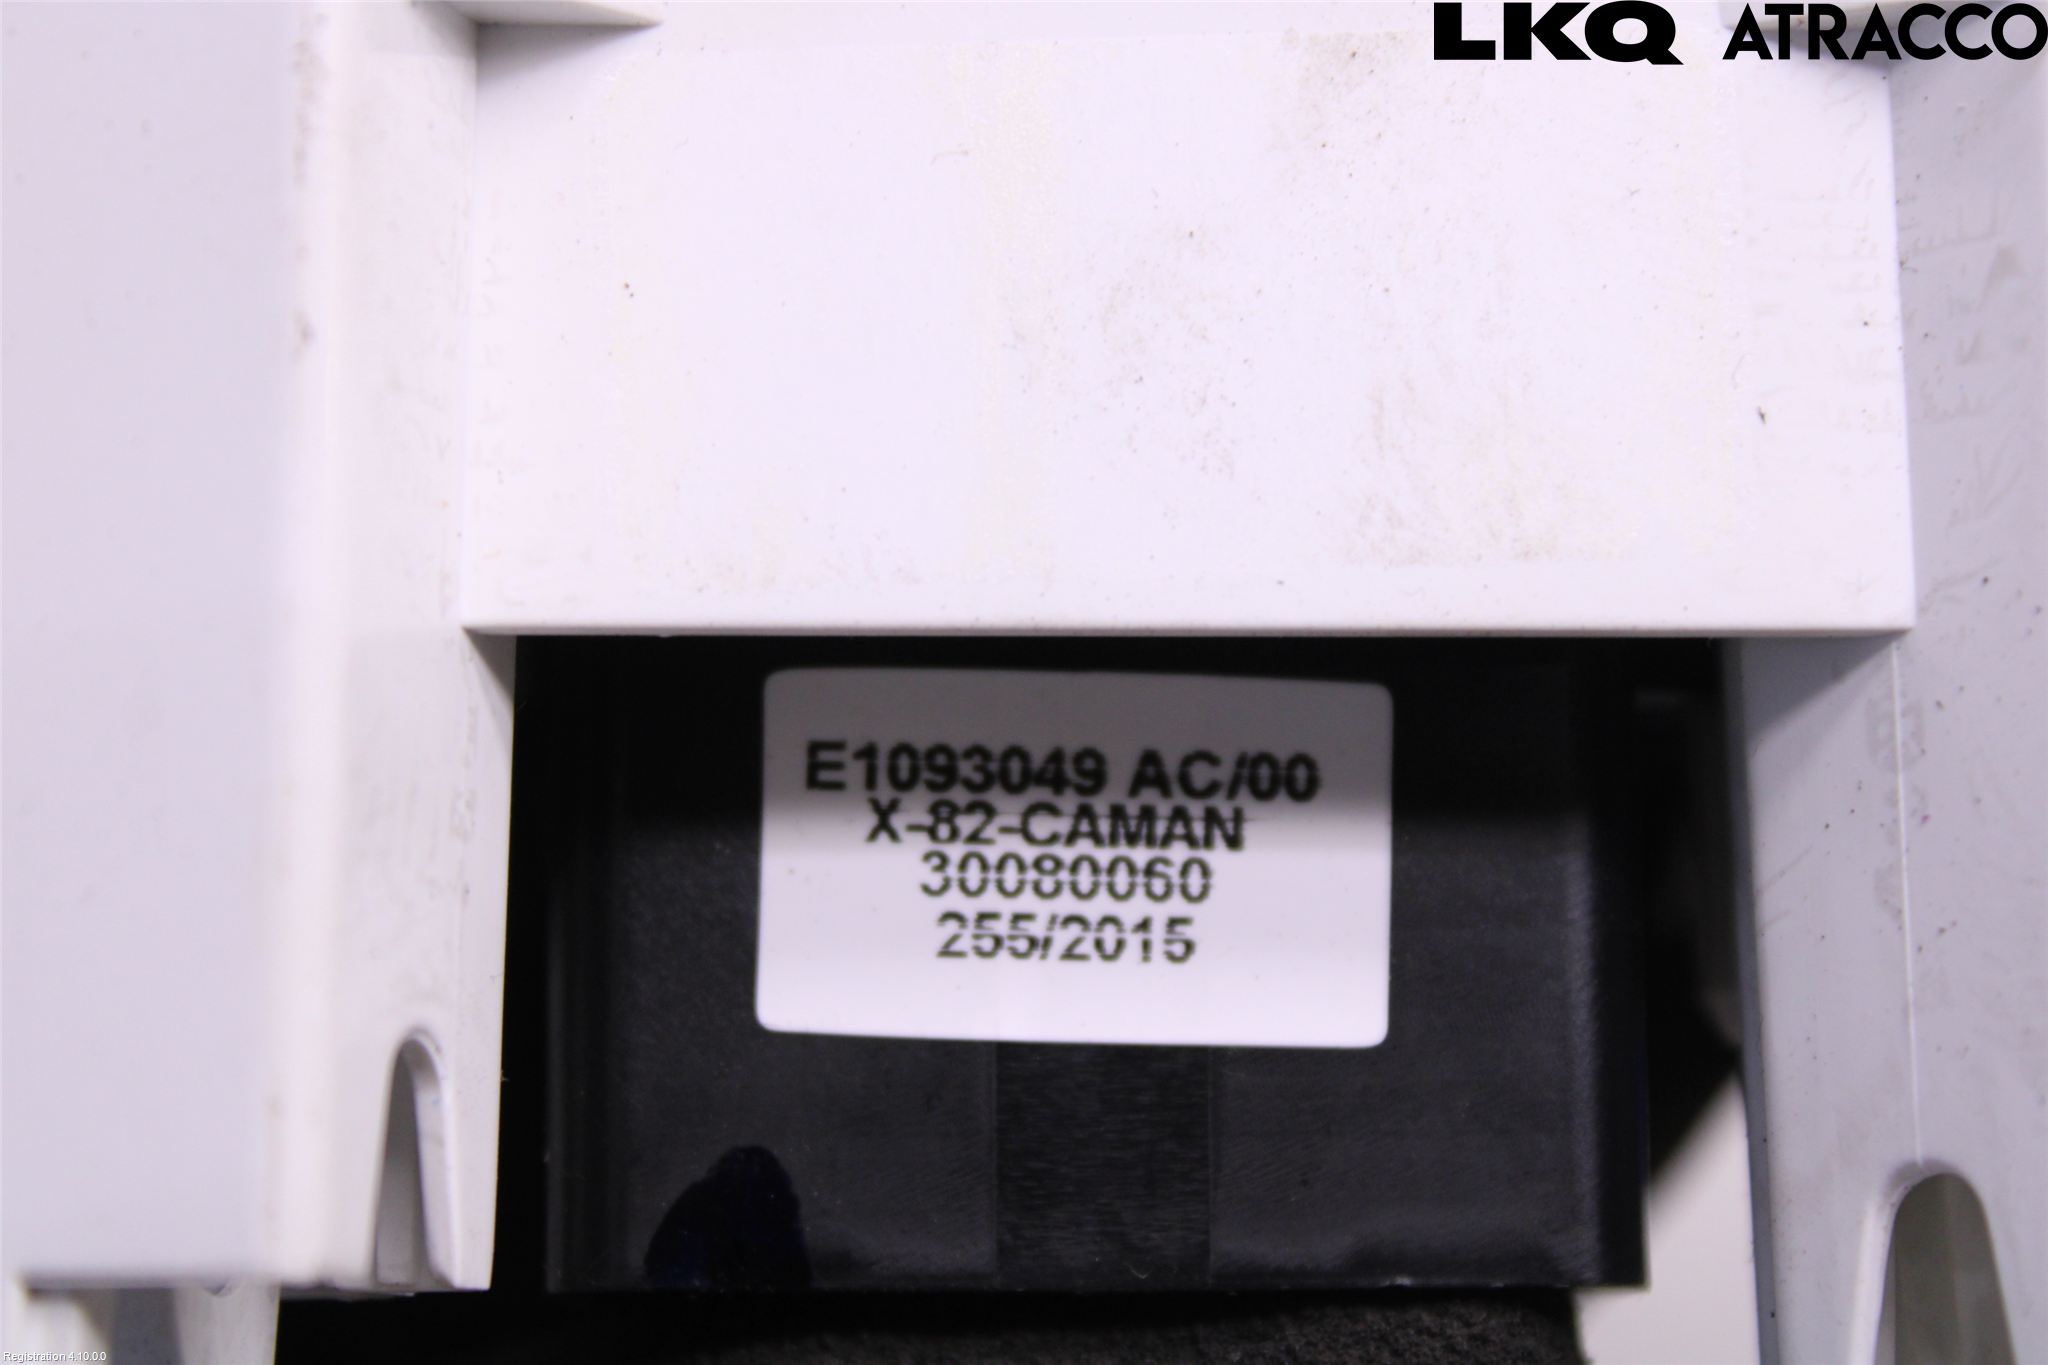 LKQ ATRACCO
E1093049 AC/00
X-82-CAMAN
30080060
255/2015
Registration 4.10.0.0